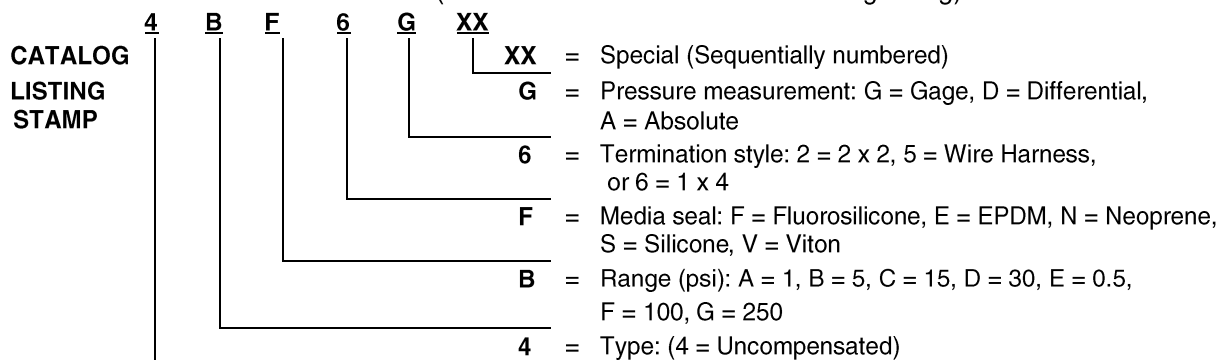 4 B F 6 G XX
CATALOG
LISTING
STAMP
XX = Special (Sequentially numbered)
G = Pressure measurement: G = Gage, D = Differential,
A = Absolute
6 = Termination style: 2 = 2 x 2, 5 = Wire Harness,
or 6 = 1 x 4
F = Media seal: F = Fluorosilicone, E = EPDM, N = Neoprene,
S = Silicone, V = Viton
B = Range (psi): A = 1, B = 5, C = 15, D = 30, E = 0.5,
F = 100, G = 250
4 = Type: (4 = Uncompensated)